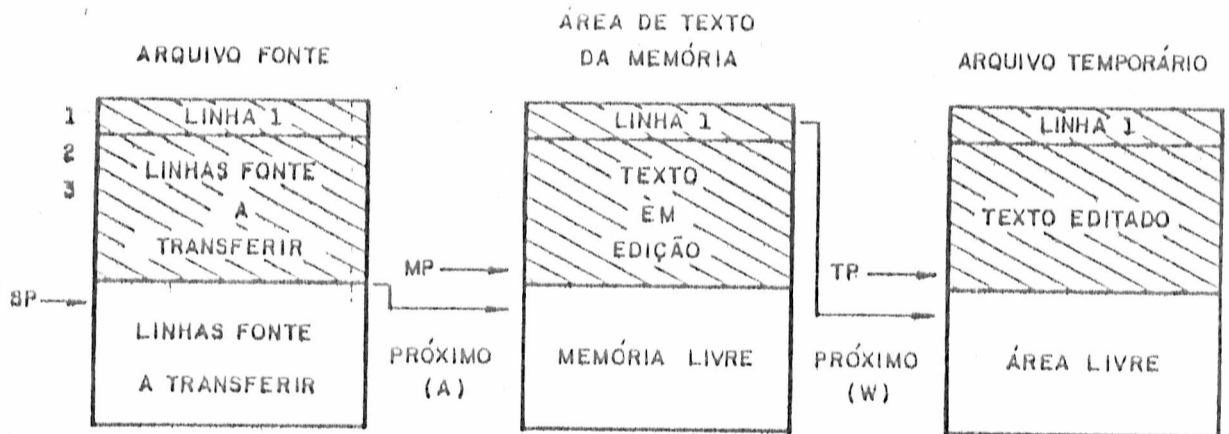 ARQUIVO FONTE
1
LINHA 1
2
3
LINHAS FONTE
A
TRANSFERIR
SP
LINHAS FONTE
A TRANSFERIR
PRÓXIMO
(A)
ÁREA DE TEXTO
DA MEMÓRIA
LINHA 1
TEXTO
EM
EDIÇÃO
MP
MEMÓRIA LIVRE
PRÓXIMO
(W)
ARQUIVO TEMPORÁRIO
LINHA 1
TEXTO EDITADO
TP
ÁREA LIVRE